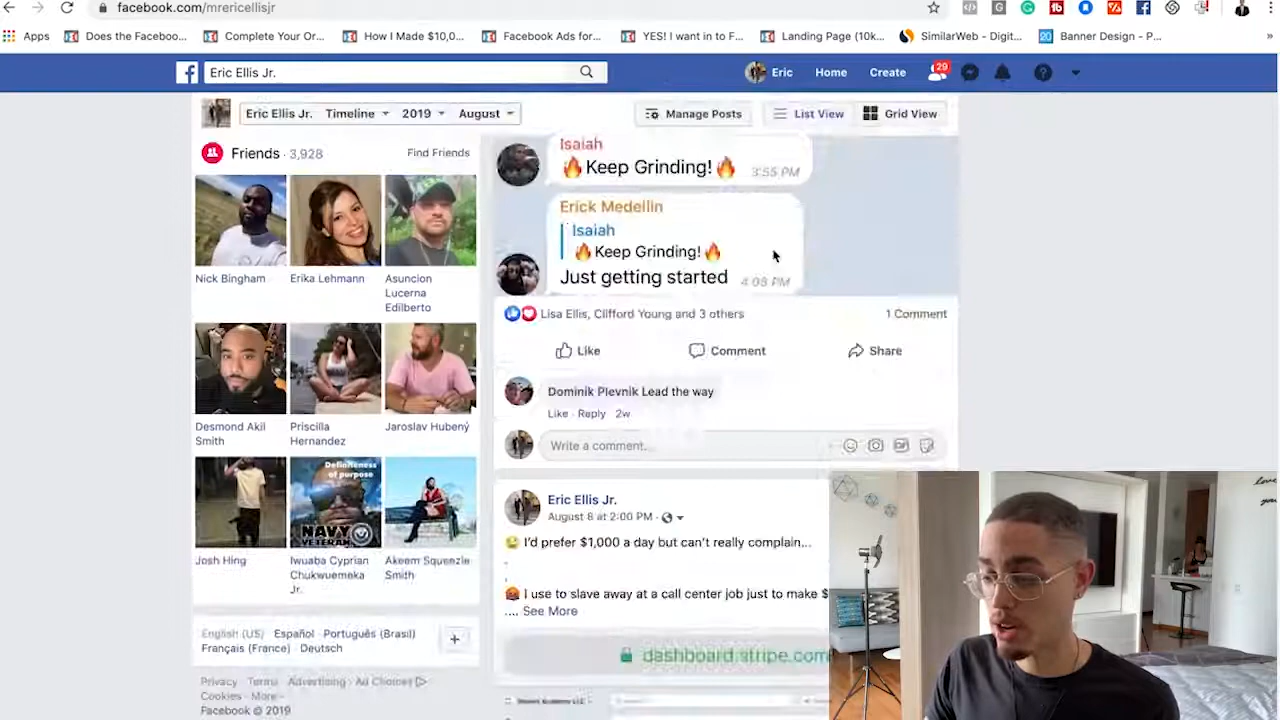 facebook.com/mrericellisjr
Apps
Does the Faceboo...
Complete Your Or...
How I Made $10,0...
Facebook Ads for...
YES! I want in to F...
Landing Page (10k...
SimilarWeb - Digit...
Banner Design - P...
»
Eric Ellis Jr.
Eric
Home
Create
29
Eric Ellis Jr.
Timeline
2019
August
Manage Posts
List View
Grid View
Friends · 3,928
Find Friends
Nick Bingham
Erika Lehmann
Asuncion
Lucerna
Edilberto
Desmond Akil
Smith
Priscilla
Hernandez
Jaroslav Hubený
Definiteness
of purpose
NAVY
VETERAN
Josh Hing
Iwuaba Cyprian
Chukwuemeka
Jr.
Akeem Squeezle
Smith
English (US) · Español · Português (Brasil) ·
Français (France) · Deutsch
Privacy · Terms · Advertising · Ad Choices
Cookies · More
Facebook © 2019
Isaiah
🔥Keep Grinding!🔥
3:55 PM
Erick Medellin
Isaiah
🔥Keep Grinding!🔥
Just getting started
4:08 PM
Lisa Ellis, Clifford Young and 3 others
1 Comment
Like
Comment
Share
Dominik Plevnik Lead the way
Like · Reply · 2w
Write a comment...
Eric Ellis Jr.
August 8 at 2:00 PM ·
I'd prefer $1,000 a day but can't really complain...
.
.
I use to slave away at a call center job just to make $
.... See More
dashboard.stripe.com
love